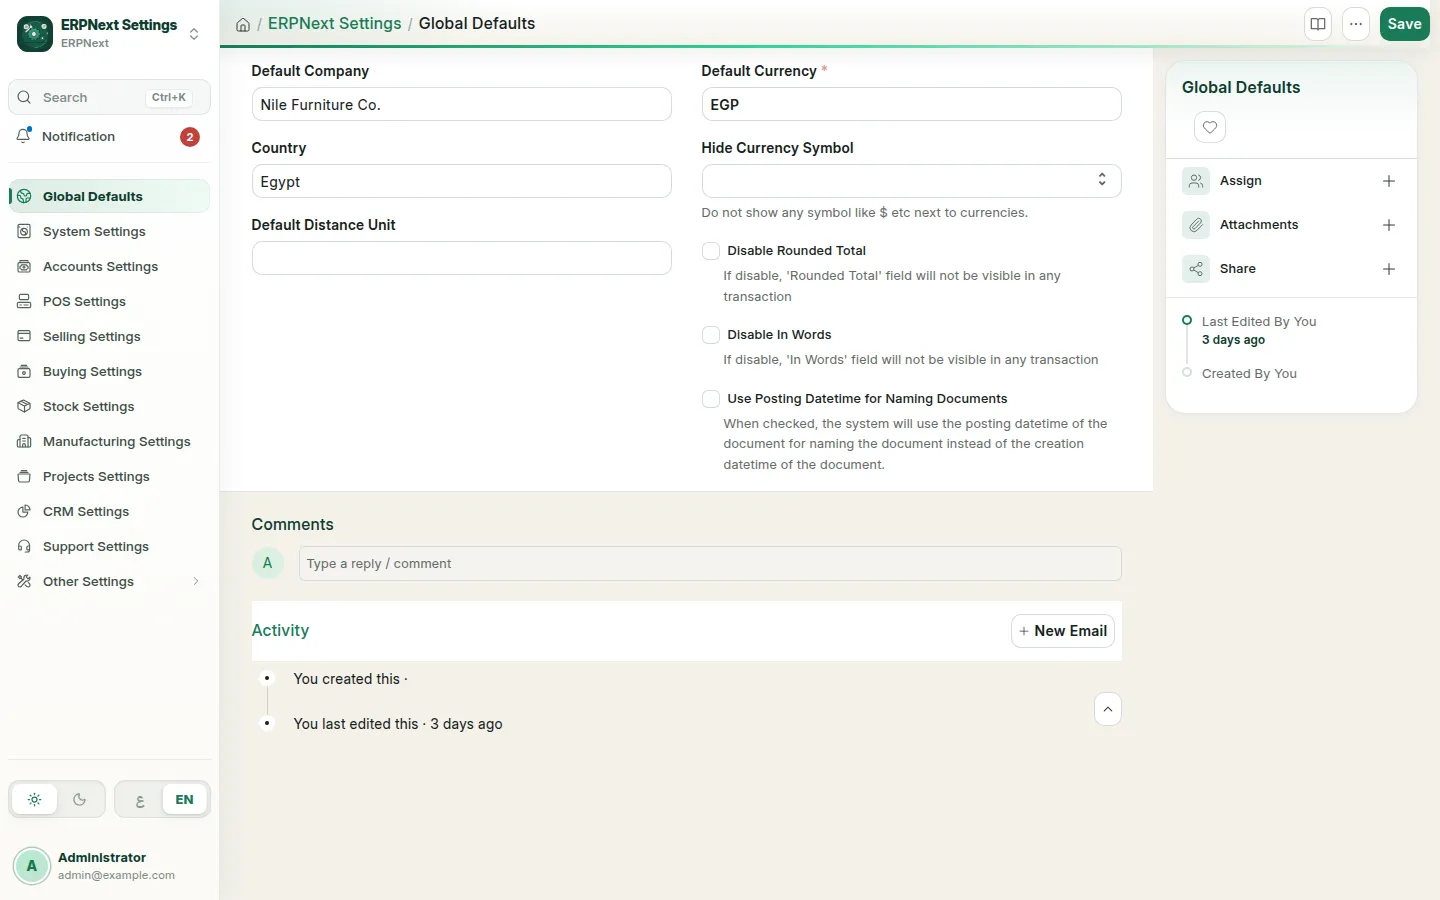 ERPNext Settings
ERPNext
Search
Ctrl+K
Notification
2
Global Defaults
System Settings
Accounts Settings
POS Settings
Selling Settings
Buying Settings
Stock Settings
Manufacturing Settings
Projects Settings
CRM Settings
Support Settings
Other Settings
ع
EN
A
Administrator
admin@example.com
/ ERPNext Settings / Global Defaults
Save
Default Company
Nile Furniture Co.
Country
Egypt
Default Distance Unit
Default Currency *
EGP
Hide Currency Symbol
Do not show any symbol like $ etc next to currencies.
Disable Rounded Total
If disable, 'Rounded Total' field will not be visible in any
transaction
Disable In Words
If disable, 'In Words' field will not be visible in any transaction
Use Posting Datetime for Naming Documents
When checked, the system will use the posting datetime of the
document for naming the document instead of the creation
datetime of the document.
Comments
A
Type a reply / comment
Activity
New Email
You created this ·
You last edited this · 3 days ago
Global Defaults
Assign
Attachments
Share
Last Edited By You
3 days ago
Created By You